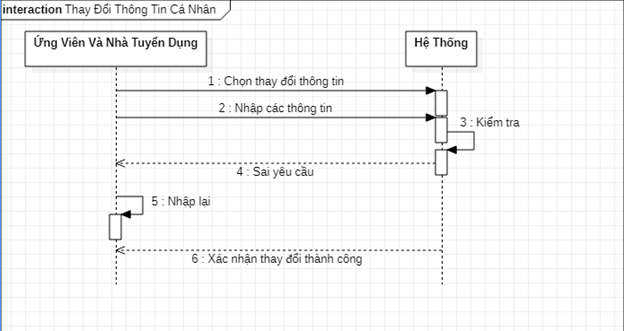 interaction Thay Đổi Thông Tin Cá Nhân
Ứng Viên Và Nhà Tuyển Dụng
Hệ Thống
1 : Chọn thay đổi thông tin
2 : Nhập các thông tin
3 : Kiểm tra
4 : Sai yêu cầu
5 : Nhập lại
6 : Xác nhận thay đổi thành công